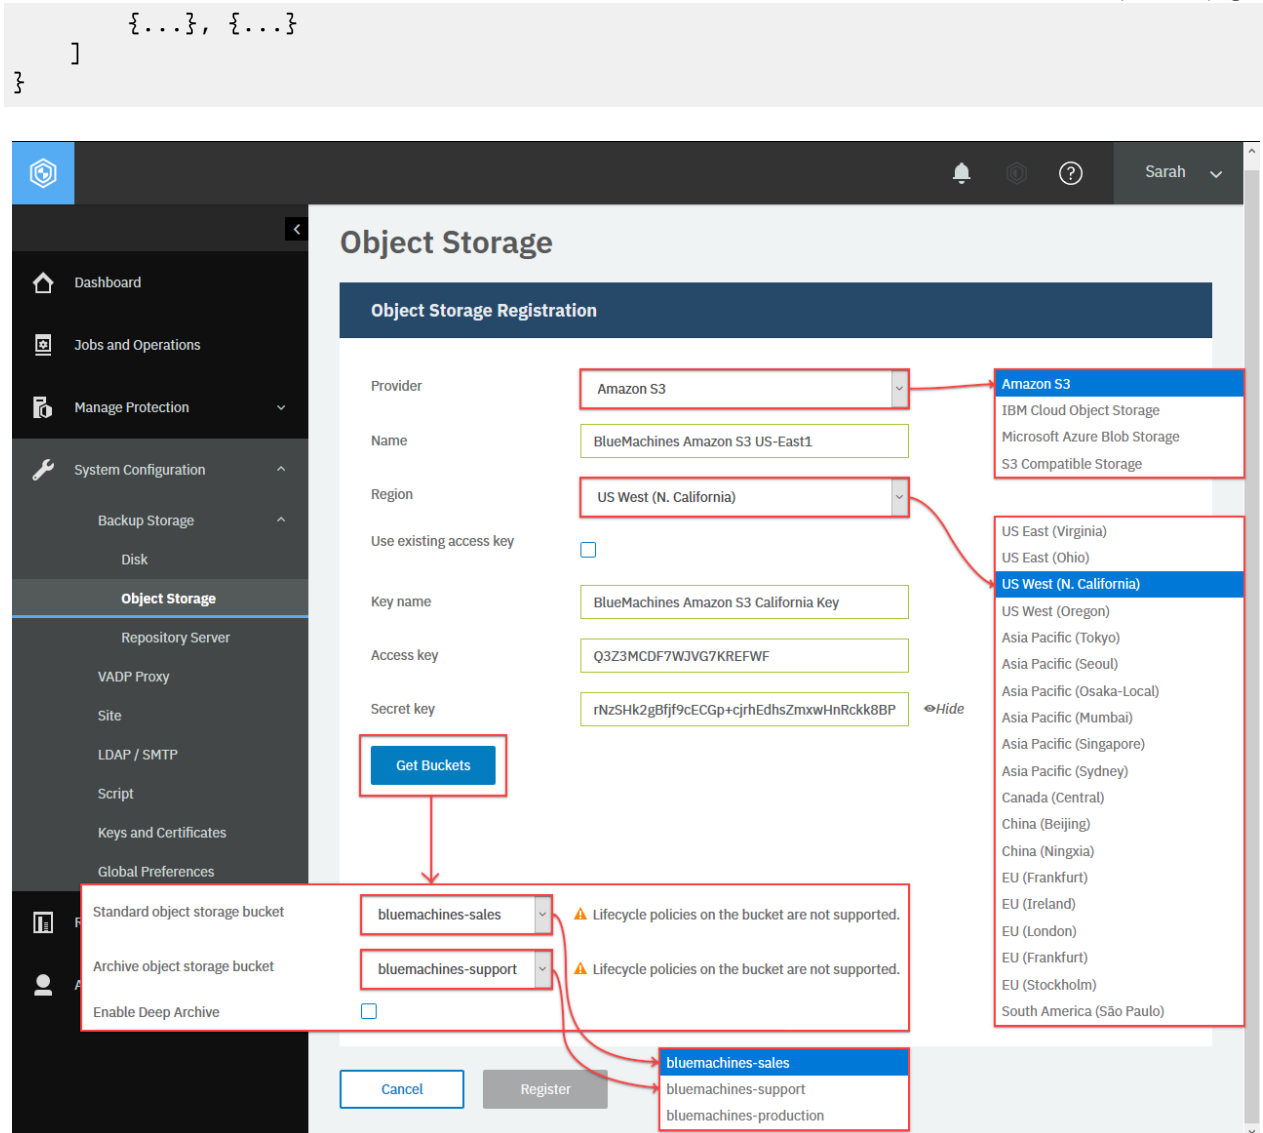 {...}, {...}
]
}
Sarah
Object Storage
Dashboard
Object Storage Registration
Jobs and Operations
Provider
Amazon S3
Amazon S3
IBM Cloud Object Storage
Microsoft Azure Blob Storage
S3 Compatible Storage
Manage Protection
Name
BlueMachines Amazon S3 US-East1
System Configuration
Region
US West (N. California)
Backup Storage
Use existing access key
US East (Virginia)
US East (Ohio)
US West (N. California)
US West (Oregon)
Asia Pacific (Tokyo)
Asia Pacific (Seoul)
Asia Pacific (Osaka-Local)
Asia Pacific (Mumbai)
Asia Pacific (Singapore)
Asia Pacific (Sydney)
Canada (Central)
China (Beijing)
China (Ningxia)
EU (Frankfurt)
EU (Ireland)
EU (London)
EU (Frankfurt)
EU (Stockholm)
South America (São Paulo)
Disk
Object Storage
Key name
BlueMachines Amazon S3 California Key
Repository Server
Access key
Q3Z3MCDF7WJVG7KREFWF
VADP Proxy
Site
Secret key
rNzSHk2gBfjf9cECGp+cjrhEdhsZmxwHnRckk8BP
Hide
LDAP / SMTP
Get Buckets
Script
Keys and Certificates
Global Preferences
Standard object storage bucket
bluemachines-sales
Lifecycle policies on the bucket are not supported.
Archive object storage bucket
bluemachines-support
Lifecycle policies on the bucket are not supported.
Enable Deep Archive
bluemachines-sales
bluemachines-support
bluemachines-production
Cancel
Register